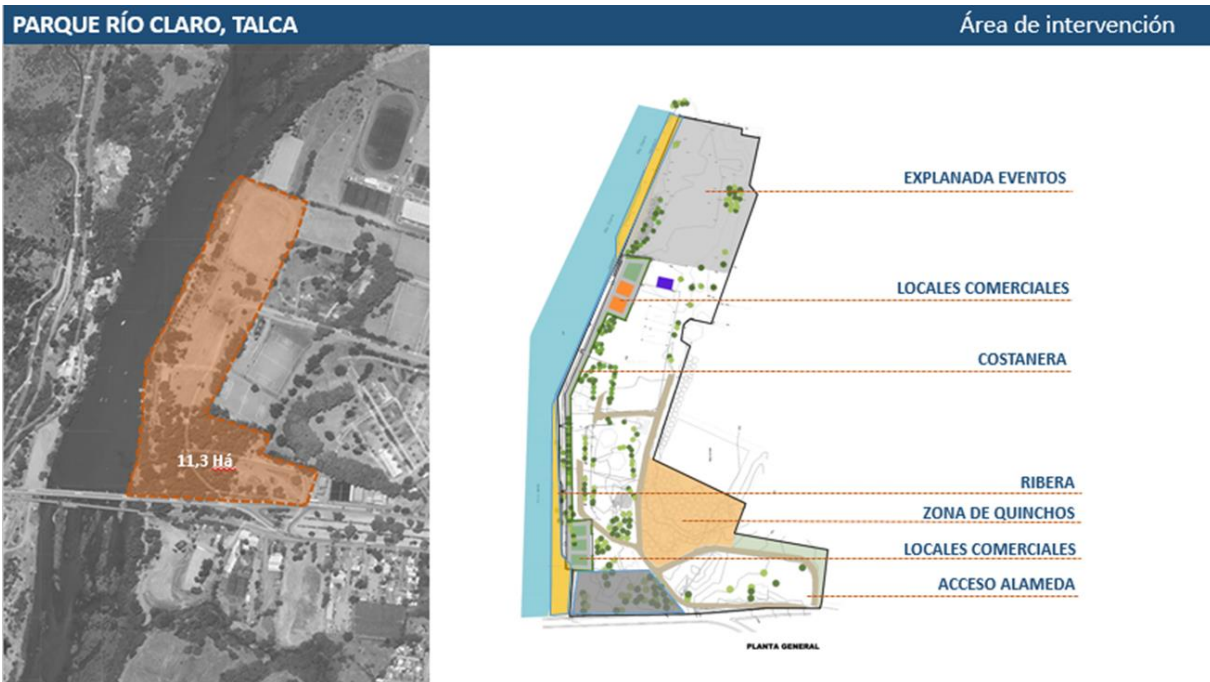 PARQUE RÍO CLARO, TALCA
Área de intervención
11,3 Há
EXPLANADA EVENTOS
LOCALES COMERCIALES
COSTANERA
RIBERA
ZONA DE QUINCHOS
LOCALES COMERCIALES
ACCESO ALAMEDA
PLANTA GENERAL